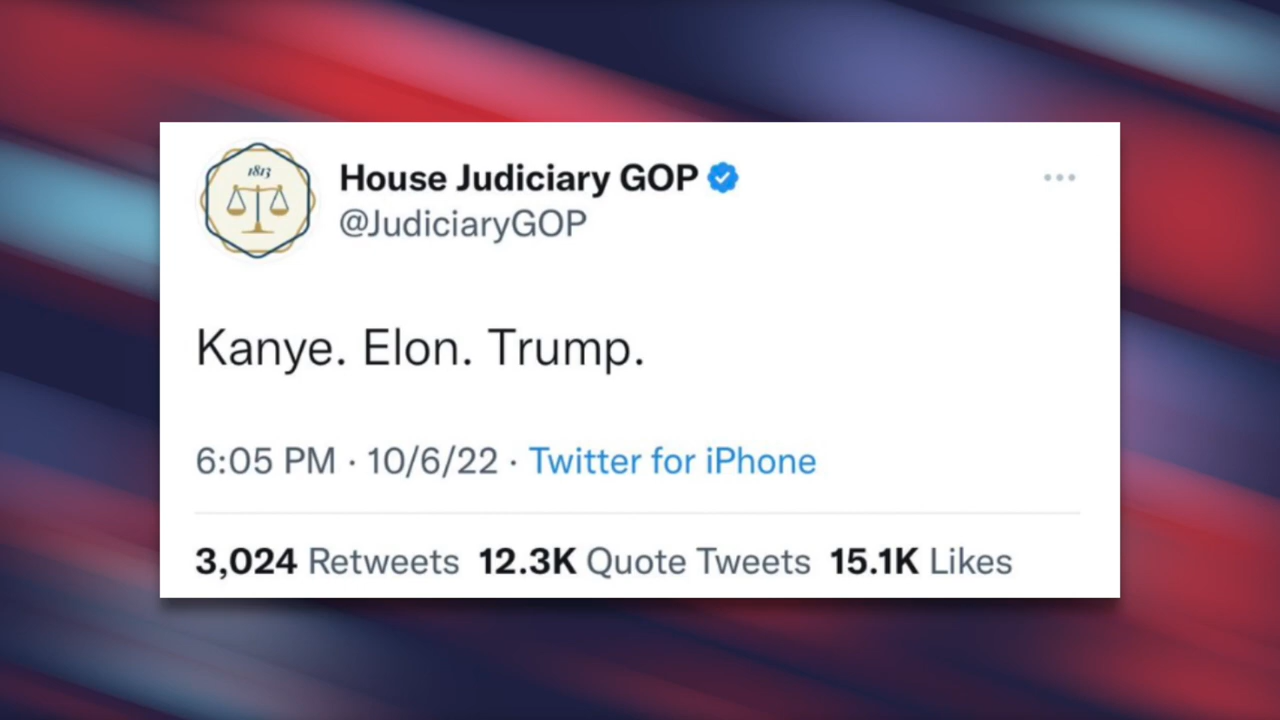 1813
House Judiciary GOP
@JudiciaryGOP
Kanye. Elon. Trump.
6:05 PM · 10/6/22 · Twitter for iPhone
3,024 Retweets 12.3K Quote Tweets 15.1K Likes